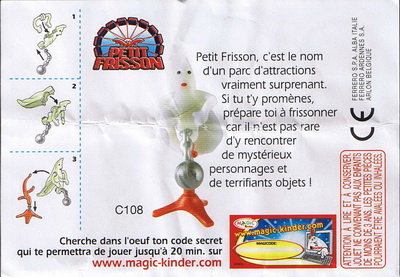 1
2
3
PETIT
FRISSON
Petit Frisson, c'est le nom
d'un parc d'attractions
vraiment surprenant.
Si tu t'y promènes,
prépare toi à frissonner
car il n'est pas rare
d'y rencontrer
de mystérieux
personnages et
de terrifiants objets !
C108
Cherche dans l'oeuf ton code secret
qui te permettra de jouer jusqu'à 20 min. sur
www.magic-kinder.com
www.magic-kinder.com
MAGICODE:
FERRERO S.P.A. ALBA ITALIE
FERRERO ARDENNES S.A.
ARLON BELGIQUE
CE
ATTENTION, À LIRE ET À CONSERVER:
JOUET NE CONVENANT PAS AUX ENFANTS
DE MOINS DE 3 ANS. LES PETITES PIÈCES
POURRAIENT ÊTRE AVALÉES OU INHALÉES.